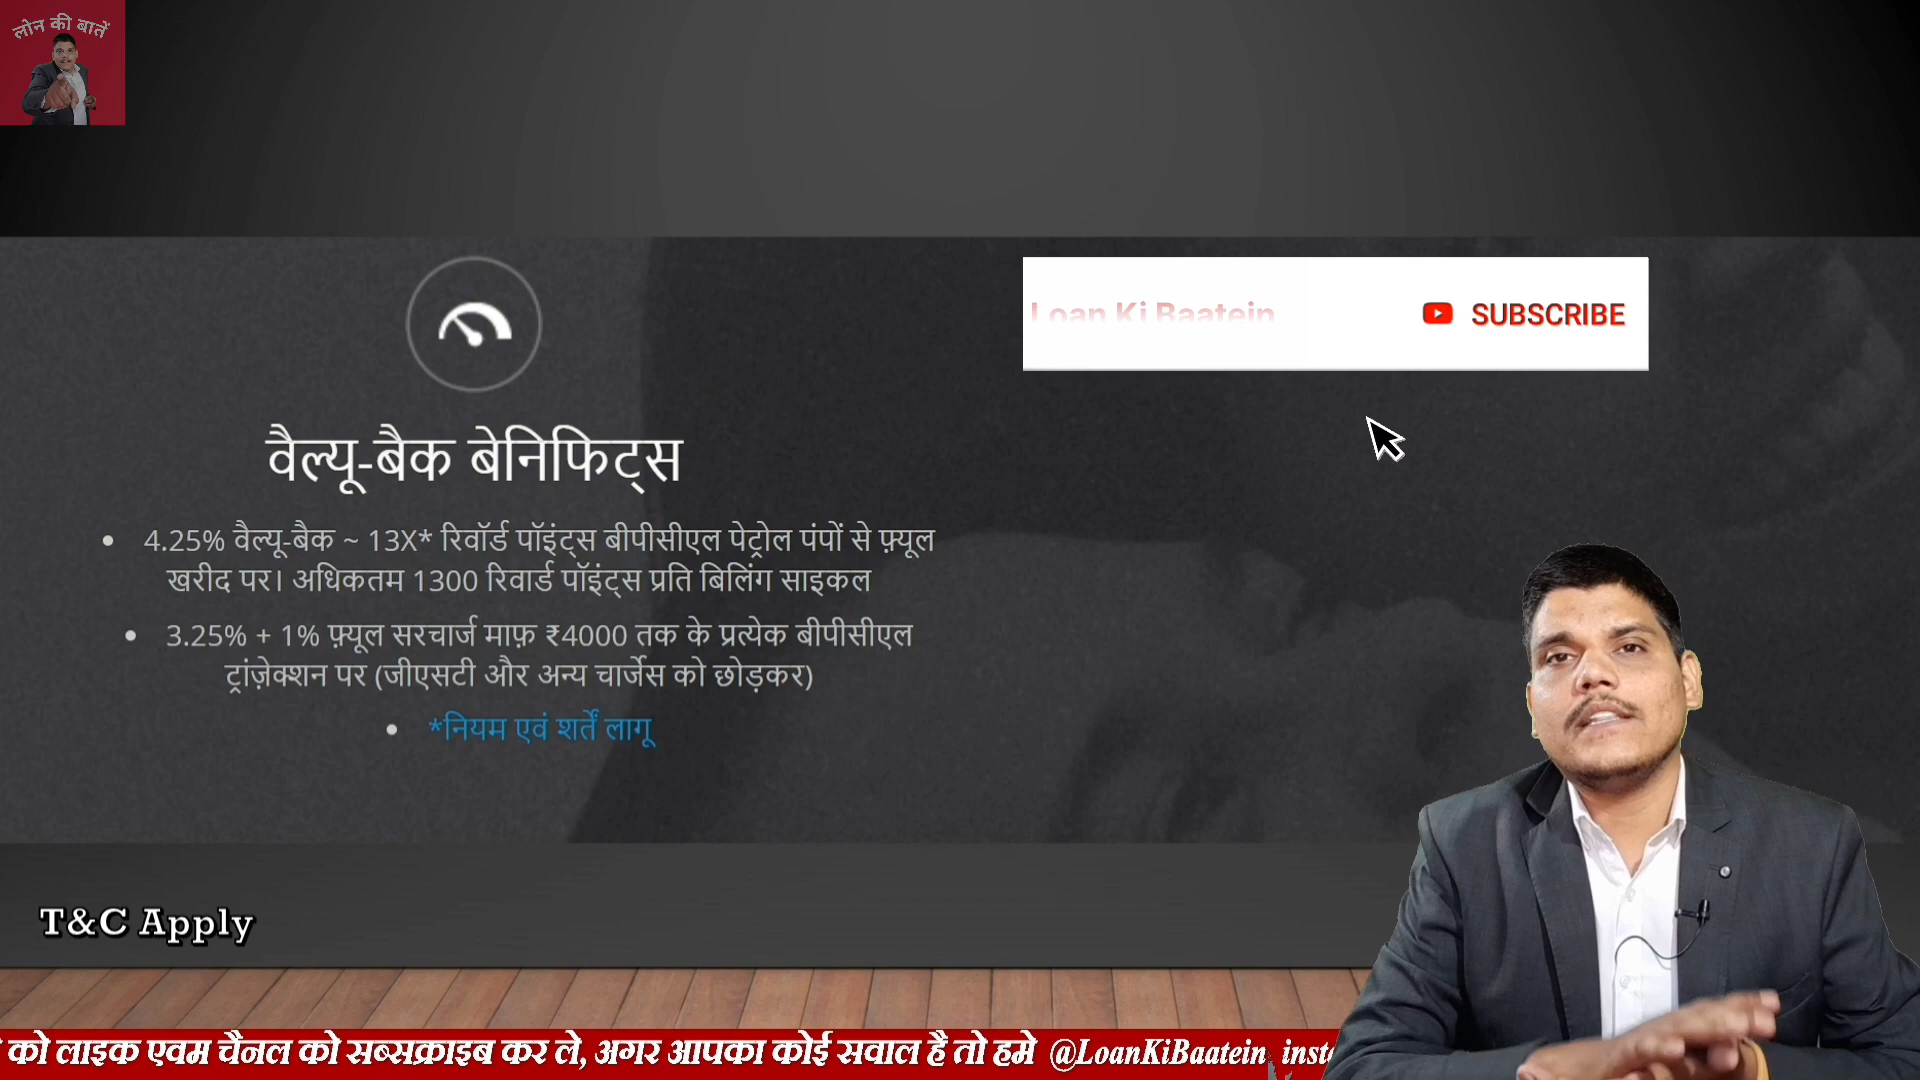 लोन की बातें
Loan Ki Baatein
SUBSCRIBE
वैल्यू-बैक बेनिफिट्स
• 4.25% वैल्यू-बैक ~ 13X* रिवॉर्ड पॉइंट्स बीपीसीएल पेट्रोल पंपों से फ़्यूल
खरीद पर। अधिकतम 1300 रिवार्ड पॉइंट्स प्रति बिलिंग साइकल
• 3.25% + 1% फ़्यूल सरचार्ज माफ़ ₹4000 तक के प्रत्येक बीपीसीएल
ट्रांज़ेक्शन पर (जीएसटी और अन्य चार्जेस को छोड़कर)
• *नियम एवं शर्तें लागू
T&C Apply
को लाइक एवम चैनल को सब्सक्राइब कर ले, अगर आपका कोई सवाल है तो हमे @LoanKiBaatein